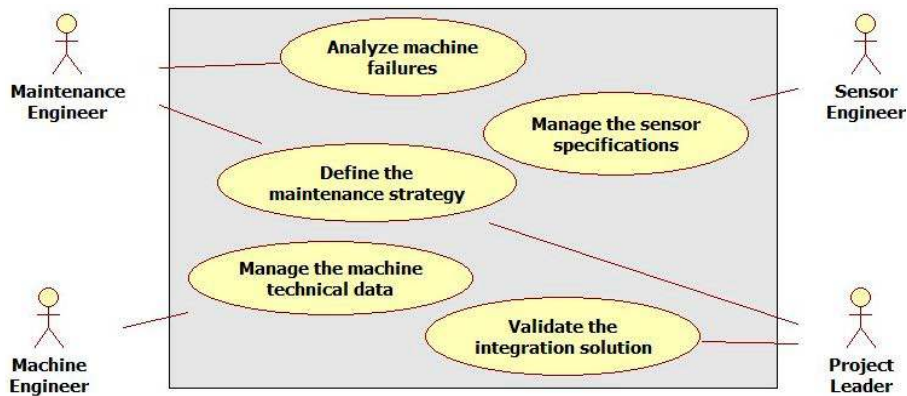 Analyze machine
failures
Maintenance
Engineer
Sensor
Engineer
Manage the sensor
specifications
Define the
maintenance strategy
Manage the machine
technical data
Validate the
integration solution
Machine
Engineer
Project
Leader